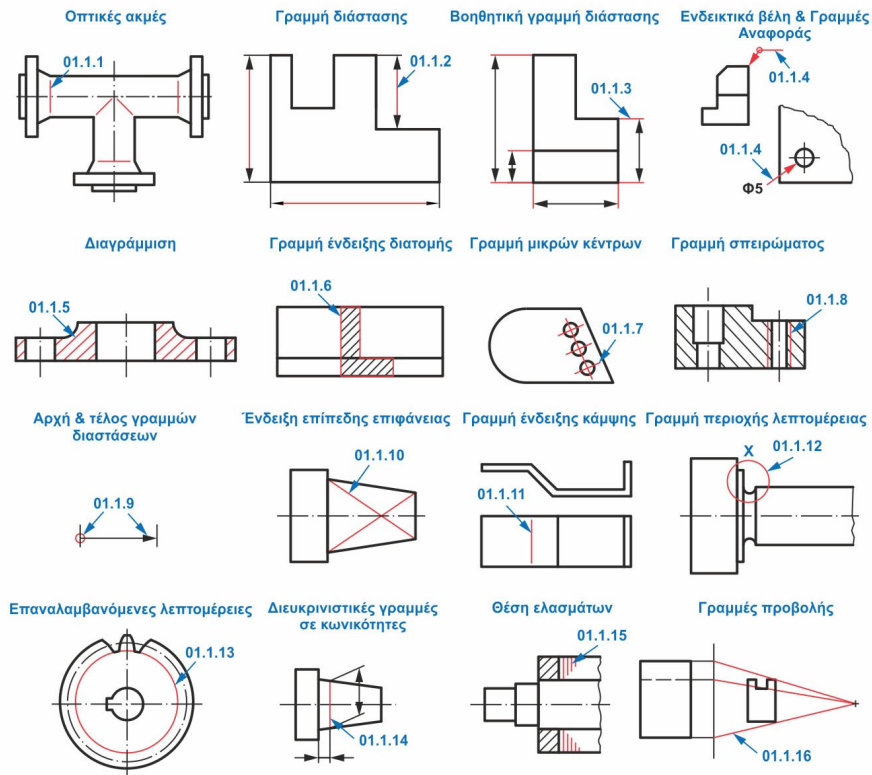 Οπτικές ακμές
01.1.1
Γραμμή διάστασης
01.1.2
Βοηθητική γραμμή διάστασης
01.1.3
Ενδεικτικά βέλη & Γραμμές
Αναφοράς
01.1.4
01.1.4
Φ5
Διαγράμμιση
01.1.5
Γραμμή ένδειξης διατομής
01.1.6
Γραμμή μικρών κέντρων
01.1.7
Γραμμή σπειρώματος
01.1.8
Αρχή & τέλος γραμμών
διαστάσεων
01.1.9
Ένδειξη επίπεδης επιφάνειας
01.1.10
Γραμμή ένδειξης κάμψης
01.1.11
Γραμμή περιοχής λεπτομέρειας
01.1.12
X
Επαναλαμβανόμενες λεπτομέρειες
01.1.13
Διευκρινιστικές γραμμές
σε κωνικότητες
01.1.14
Θέση ελασμάτων
01.1.15
Γραμμές προβολής
01.1.16